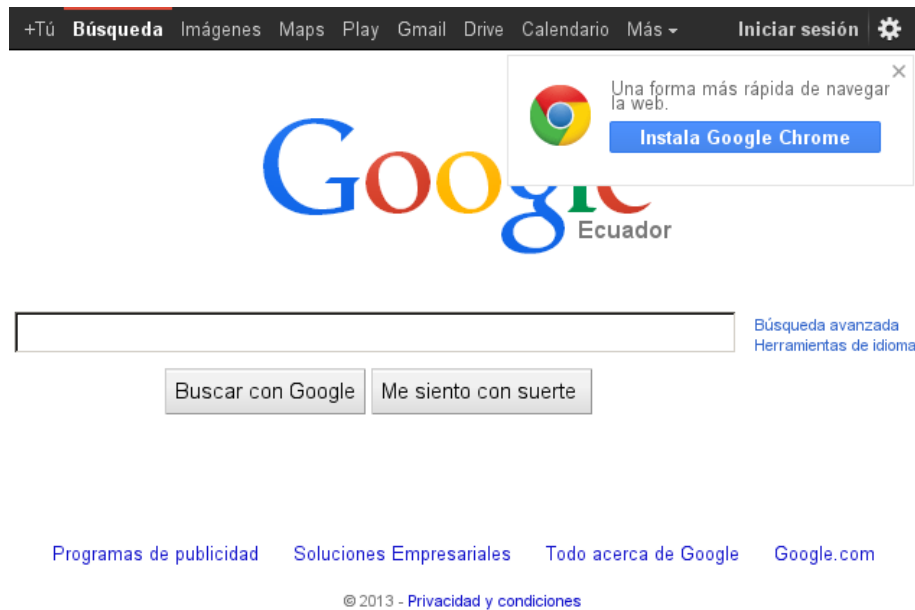 +Tú Búsqueda Imágenes Maps Play Gmail Drive Calendario Más Iniciar sesión
Una forma más rápida de navegar
la web.
Instala Google Chrome
Google
Ecuador
Búsqueda avanzada
Herramientas de idioma
Buscar con Google Me siento con suerte
Programas de publicidad Soluciones Empresariales Todo acerca de Google Google.com
© 2013 - Privacidad y condiciones